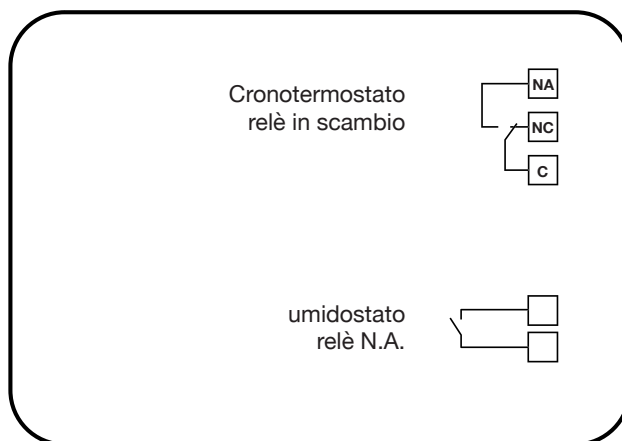 Cronotermostato
relè in scambio
NA
NC
C
umidostato
relè N.A.